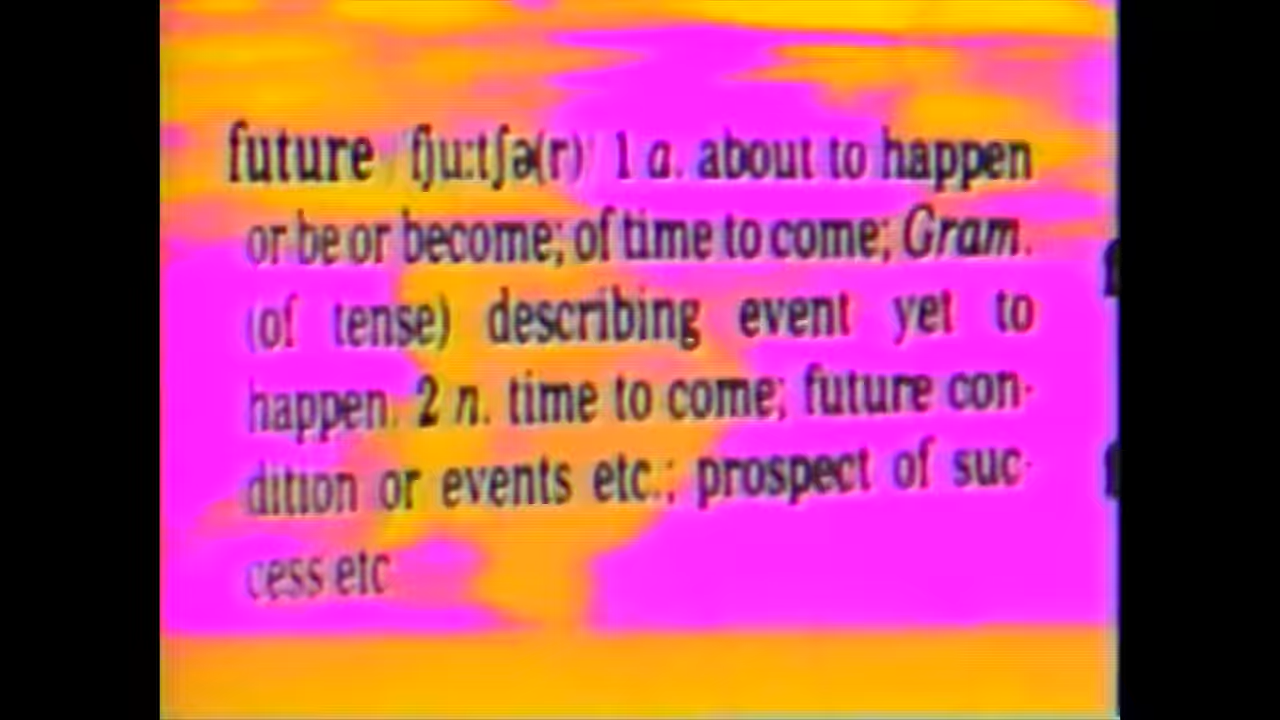 future /ˈfju:tʃə(r)/ 1 a. about to happen
or be or become; of time to come; Gram.
(of tense) describing event yet to
happen. 2 n. time to come; future con-
dition or events etc.; prospect of suc-
cess etc